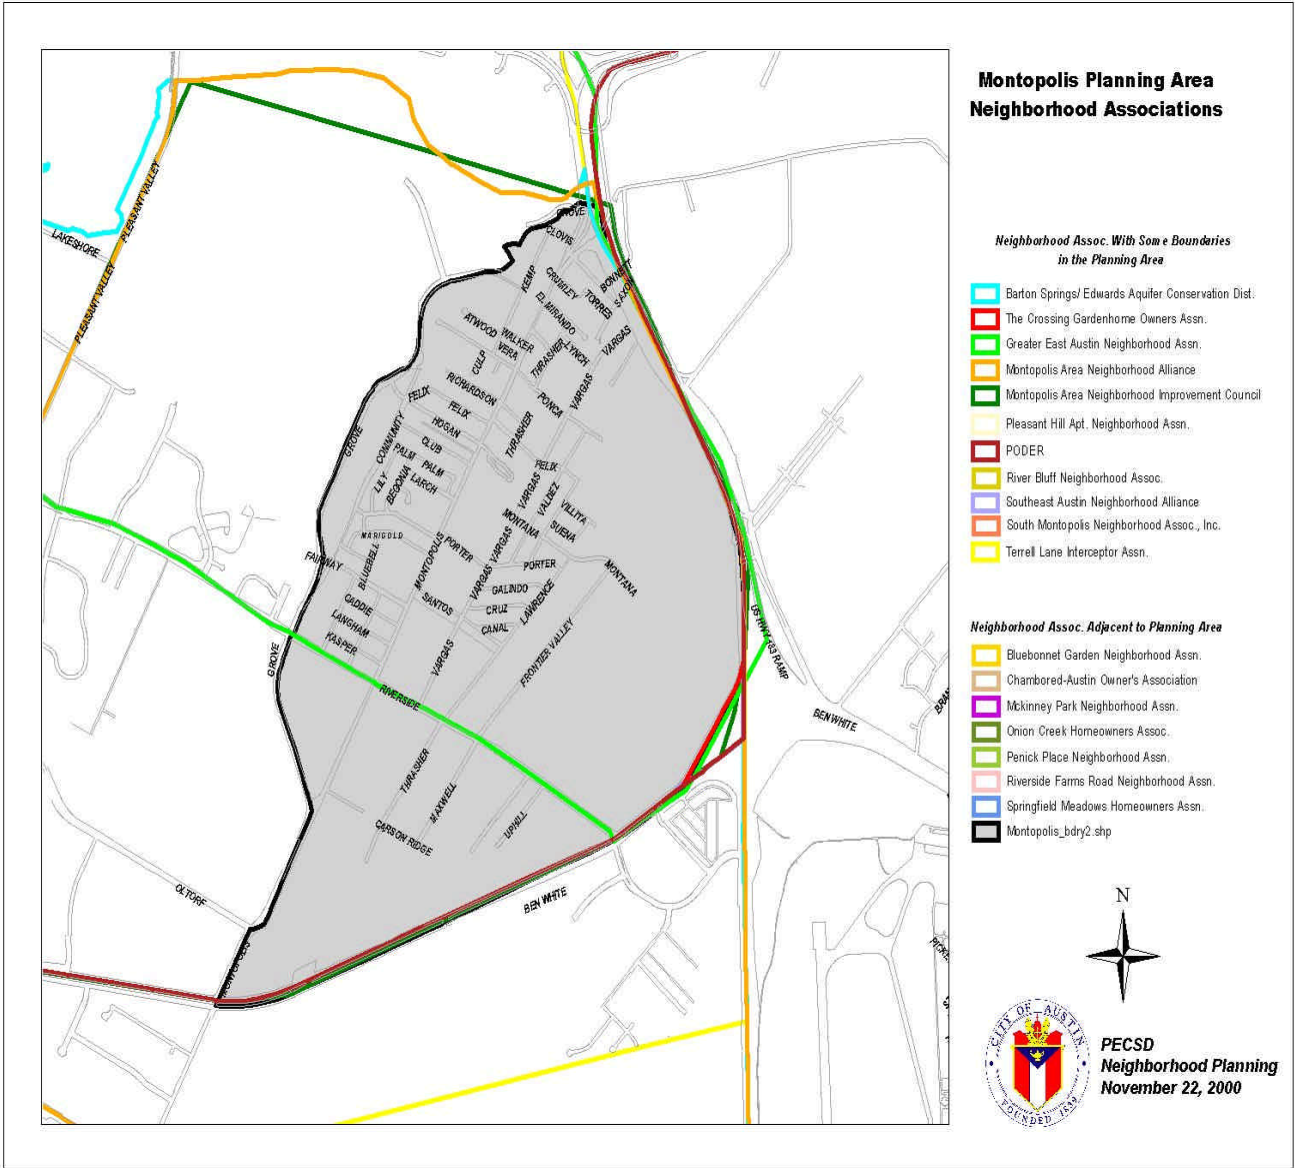 Montopolis Planning Area
Neighborhood Associations
Neighborhood Assoc. With Some Boundaries
in the Planning Area
Barton Springs/ Edwards Aquifer Conservation Dist.
The Crossing Gardenhome Owners Assn.
Greater East Austin Neighborhood Assn.
Montopolis Area Neighborhood Alliance
Montopolis Area Neighborhood Improvement Council
Pleasant Hill Apt. Neighborhood Assn.
PODER
River Bluff Neighborhood Assoc.
Southeast Austin Neighborhood Alliance
South Montopolis Neighborhood Assoc., Inc.
Terrell Lane Interceptor Assn.
Neighborhood Assoc. Adjacent to Planning Area
Bluebonnet Garden Neighborhood Assn.
Chambored-Austin Owner's Association
Mckinney Park Neighborhood Assn.
Onion Creek Homeowners Assoc.
Penick Place Neighborhood Assn.
Riverside Farms Road Neighborhood Assn.
Springfield Meadows Homeowners Assn.
Montopolis_bdry2.shp
N
CITY OF AUSTIN
FOUNDED 1839
PECSD
Neighborhood Planning
November 22, 2000
PLEASANT VALLEY
LAKESHORE
PLEASANT VALLEY
GROVE
CLOVIS
KEMP
CRUMLEY
BONNETT
TORRES
SAXON
EL MIRANDO
ATWOOD
WALKER
VERA
LYNCH
THRASHER
VARGAS
CULP
RICHARDSON
VARGAS
FELIX
FELIX
PONCA
HOGAN
THRASHER
COMMUNITY
CLUB
GROVE
PALM
PALM
FELIX
LILY
BEGONIA
LARCH
VARGAS
VALDEZ
VILLITA
MONTANA
SUENA
MARIGOLD
MONTOPOLIS
PORTER
VARGAS
FAIRWAY
BLUEBELL
PORTER
MONTANA
VARGAS
GALINDO
CADDIE
SANTOS
CRUZ
LAWRENCE
LANGHAM
CANAL
KASPER
VARGAS
FRONTIER VALLEY
US HWY 183 RAMP
GROVE
RIVERSIDE
BEN WHITE
BRAN
THRASHER
MAXWELL
UPHILL
CARSON RIDGE
OLTORF
BEN WHITE
MONTOPOLIS